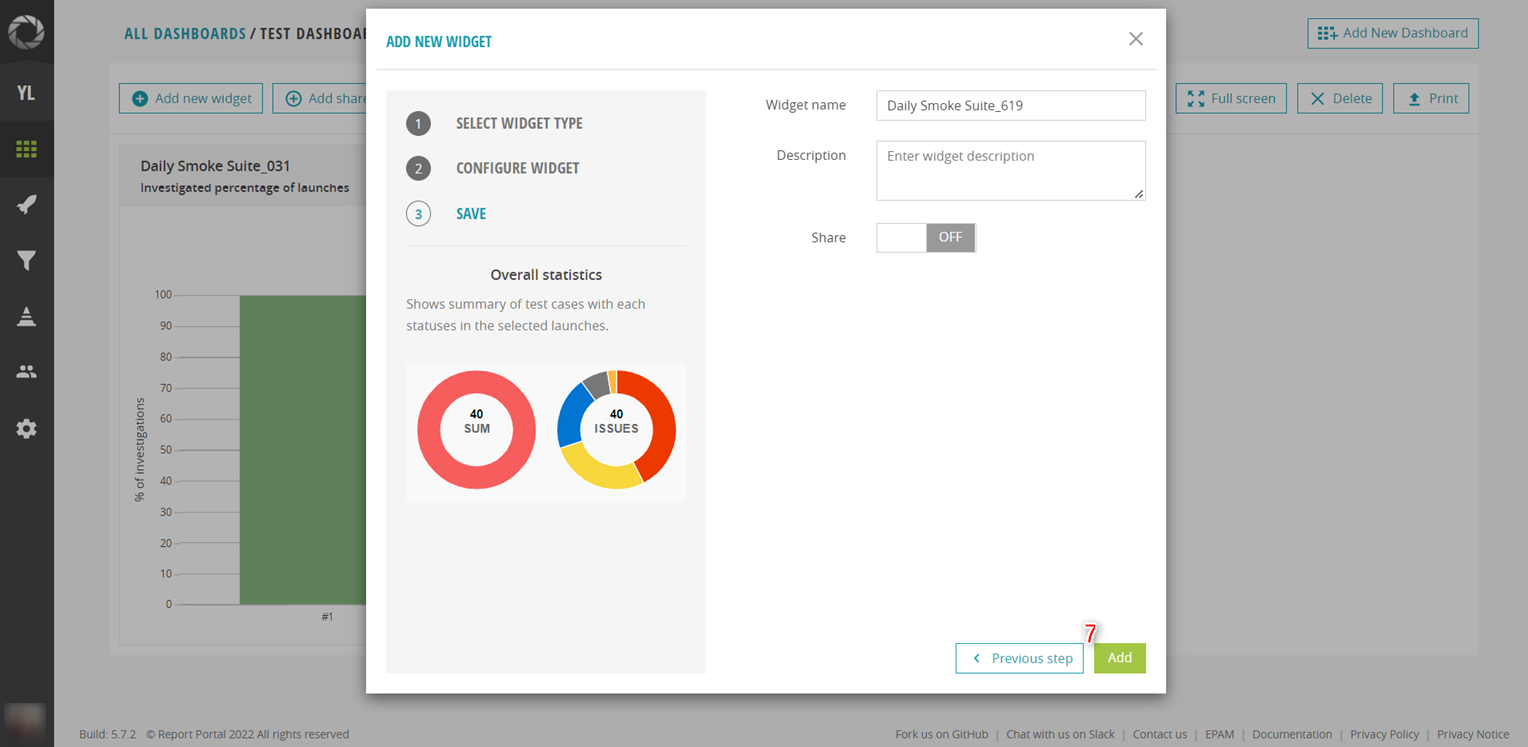 ALL DASHBOARDS / TEST DASHBOAR
Add New Dashboard
YL
Add new widget
Add share
Full screen
Delete
Print
Daily Smoke Suite_031
Investigated percentage of launches
% of investigations
100
90
80
70
60
50
40
30
20
10
0
#1
ADD NEW WIDGET
1 SELECT WIDGET TYPE
2 CONFIGURE WIDGET
3 SAVE
Overall statistics
Shows summary of test cases with each
statuses in the selected launches.
40
SUM
40
ISSUES
Widget name Daily Smoke Suite_619
Description Enter widget description
Share OFF
7
Previous step
Add
Build: 5.7.2 © Report Portal 2022 All rights reserved
Fork us on GitHub | Chat with us on Slack | Contact us | EPAM | Documentation | Privacy Policy | Privacy Notice